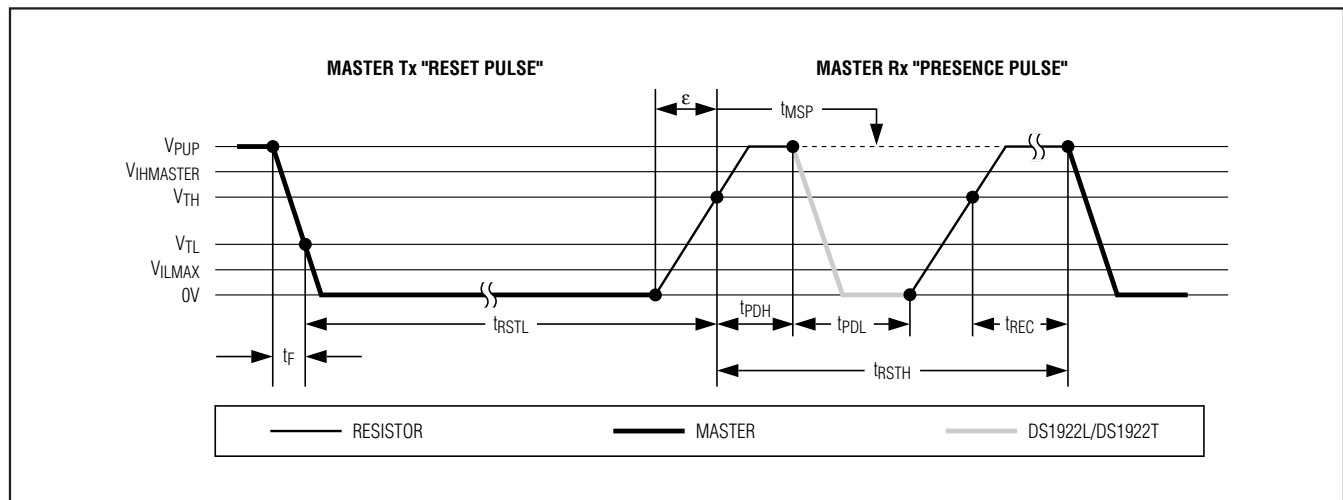 MASTER Tx "RESET PULSE" MASTER Rx "PRESENCE PULSE"
ε tMSP
VPUP
VIHMASTER
VTH
VTL
VILMAX
0V
tRSTL tPDH tPDL tREC
tF tRSTH
RESISTOR MASTER DS1922L/DS1922T